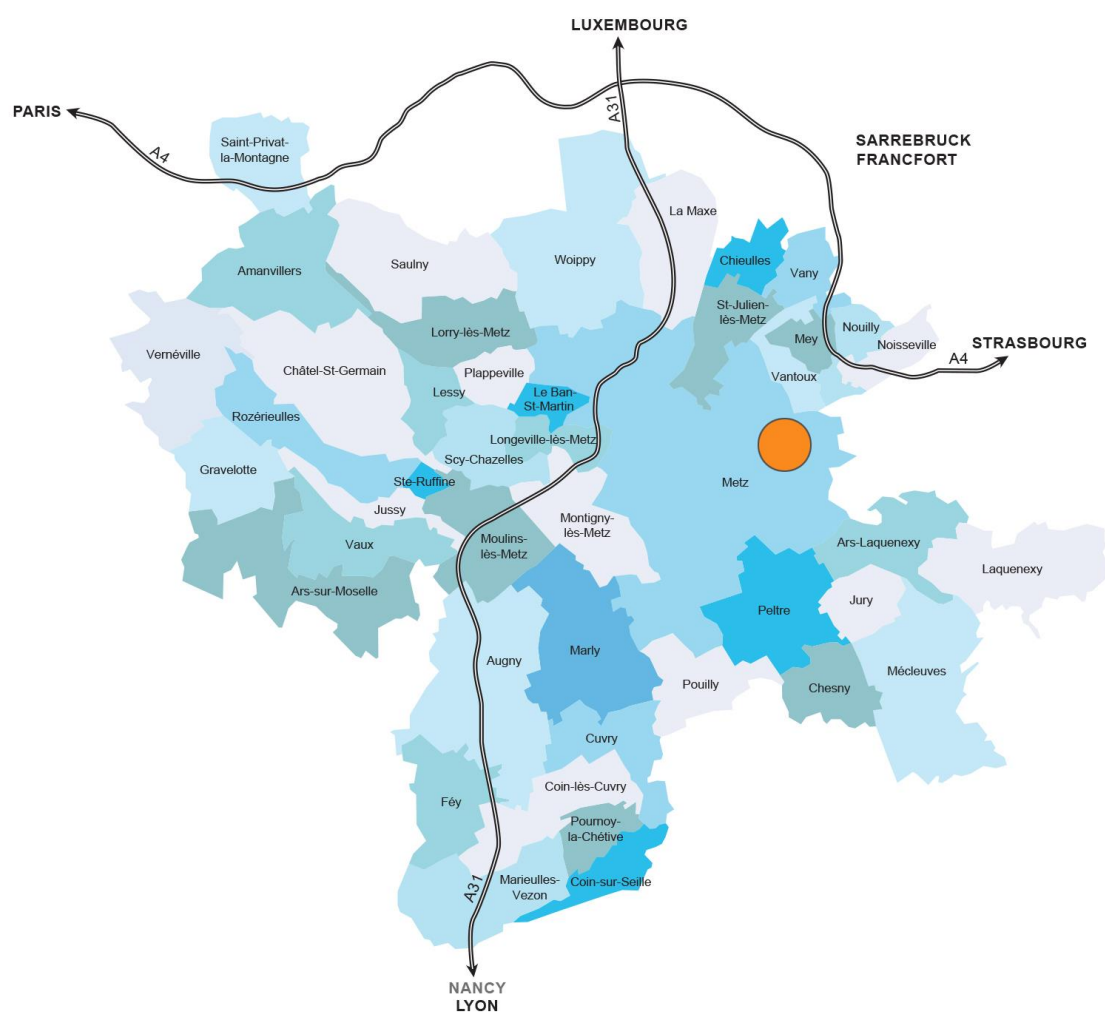 LUXEMBOURG
PARIS
A31
SARREBRUCK
FRANCFORT
A4
Saint-Privat-
la-Montagne
La Maxe
Saulny
Woippy
Chieulles
Vany
Amanvillers
St-Julien-
lès-Metz
Lorry-lès-Metz
Mey
Nouilly
Noisseville
STRASBOURG
A4
Vernéville
Châtel-St-Germain
Plappeville
Vantoux
Lessy
Le Ban-
St-Martin
Rozérieulles
Longeville-lès-Metz
Scy-Chazelles
Gravelotte
Ste-Ruffine
Metz
Jussy
Montigny-
lès-Metz
Moulins-
lès-Metz
Vaux
Ars-Laquenexy
Laquenexy
Ars-sur-Moselle
Jury
Peltre
Marly
Augny
Pouilly
Chesny
Mécleuves
Cuvry
Coin-lès-Cuvry
Féy
Pournoy-
la-Chétive
A31
Marieulles-
Vezon
Coin-sur-Seille
NANCY
LYON